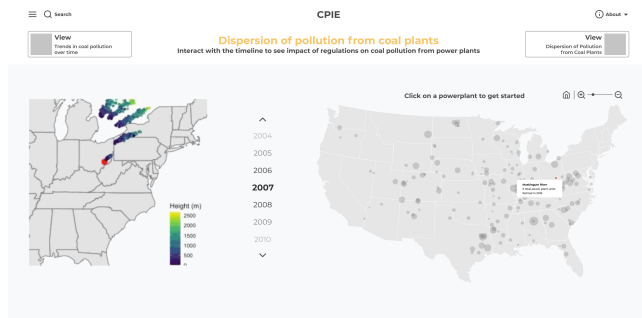 Search
CPIE
About
View
Trends in coal pollution
over time
Dispersion of pollution from coal plants
Interact with the timeline to see impact of regulations on coal pollution from power plants
View
Dispersion of Pollution
from Coal Plants
Click on a powerplant to get started
2004
2005
2006
2007
2008
2009
2010
Height (m)
2500
2000
1500
1000
500
0